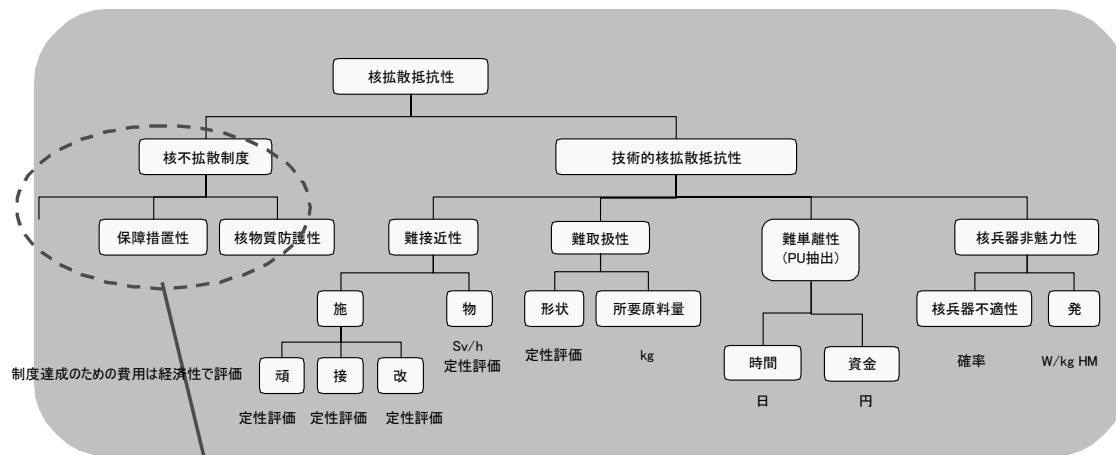 核拡散抵抗性
核不拡散制度
技術的核拡散抵抗性
保障措置性
核物質防護性
難接近性
難取扱性
難単離性
（PU抽出）
核兵器非魅力性
施
物
形状
所要原料量
核兵器不適性
発
Sv/h
定性評価
定性評価
kg
時間
資金
確率
W/kg HM
制度達成のための費用は経済性で評価
頑
接
改
日
円
定性評価
定性評価
定性評価